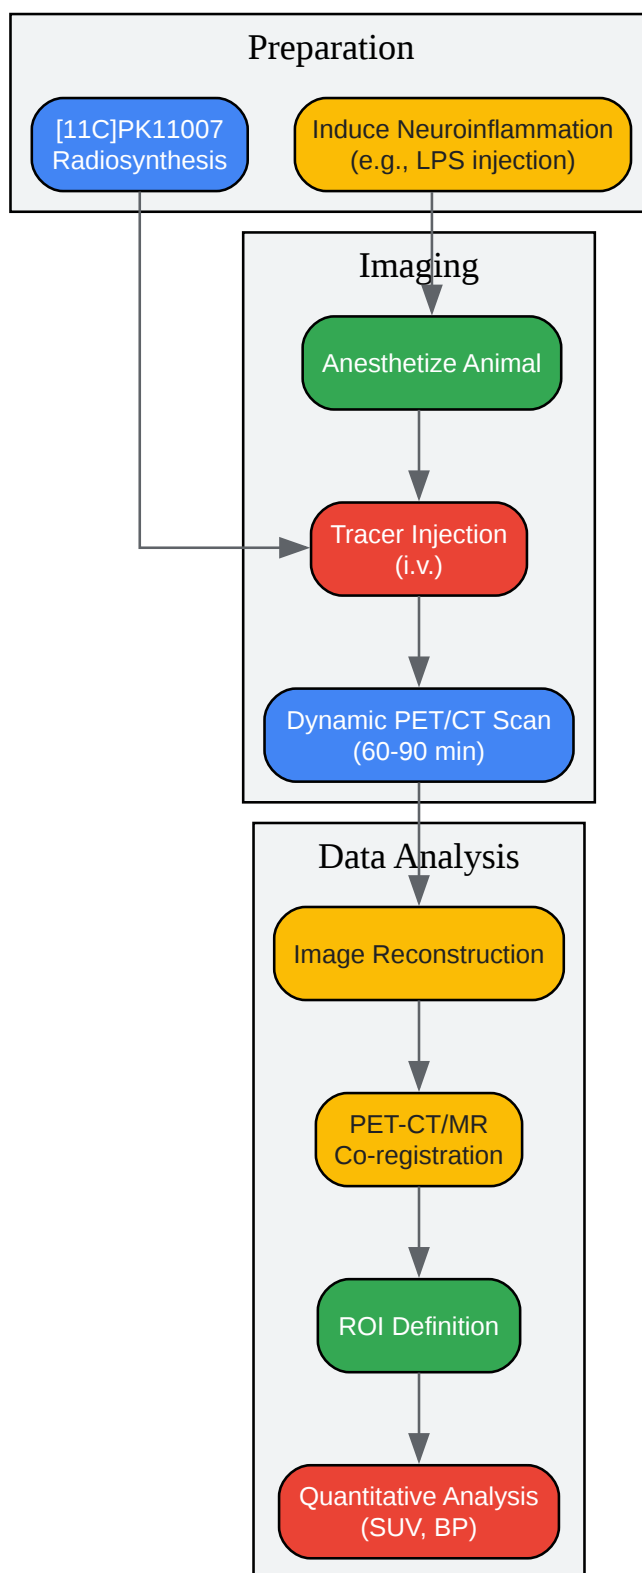 Preparation
[11C]PK11007
Radiosynthesis
Induce Neuroinflammation
(e.g., LPS injection)
Imaging
Anesthetize Animal
Tracer Injection
(i.v.)
Dynamic PET/CT Scan
(60-90 min)
Data Analysis
Image Reconstruction
PET-CT/MR
Co-registration
ROI Definition
Quantitative Analysis
(SUV, BP)